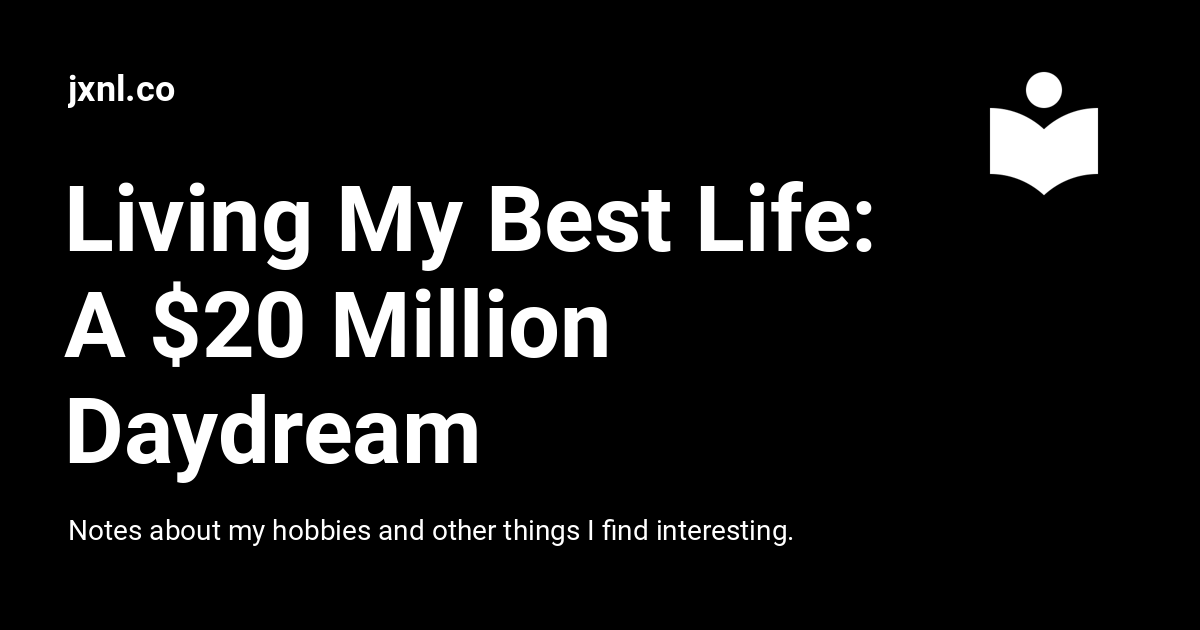 jxnl.co
Living My Best Life:
A $20 Million
Daydream
Notes about my hobbies and other things I find interesting.